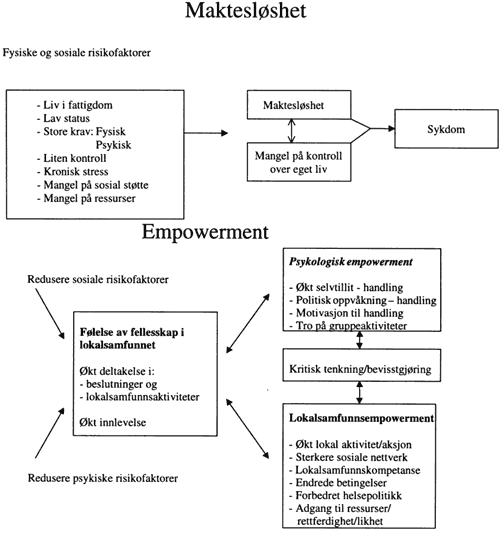 Maktesløshet
Fysiske og sosiale risikofaktorer
- Liv i fattigdom
- Lav status
- Store krav: Fysisk
Psykisk
- Liten kontroll
- Kronisk stress
- Mangel på sosial støtte
- Mangel på ressurser
Maktesløshet
Mangel på kontroll
over eget liv
Sykdom
Empowerment
Redusere sosiale risikofaktorer
Følelse av fellesskap i
lokalsamfunnet
Økt deltakelse i:
- beslutninger og
- lokalsamfunnsaktiviteter
Økt innlevelse
Redusere psykiske risikofaktorer
Psykologisk empowerment
- Økt selvtillit - handling
- Politisk oppvåkning – handling
- Motivasjon til handling
- Tro på gruppeaktiviteter
Kritisk tenkning/bevisstgjøring
Lokalsamfunnsempowerment
- Økt lokal aktivitet/aksjon
- Sterkere sosiale nettverk
- Lokalsamfunnskompetanse
- Endrede betingelser
- Forbedret helsepolitikk
- Adgang til ressurser/
rettferdighet/likhet